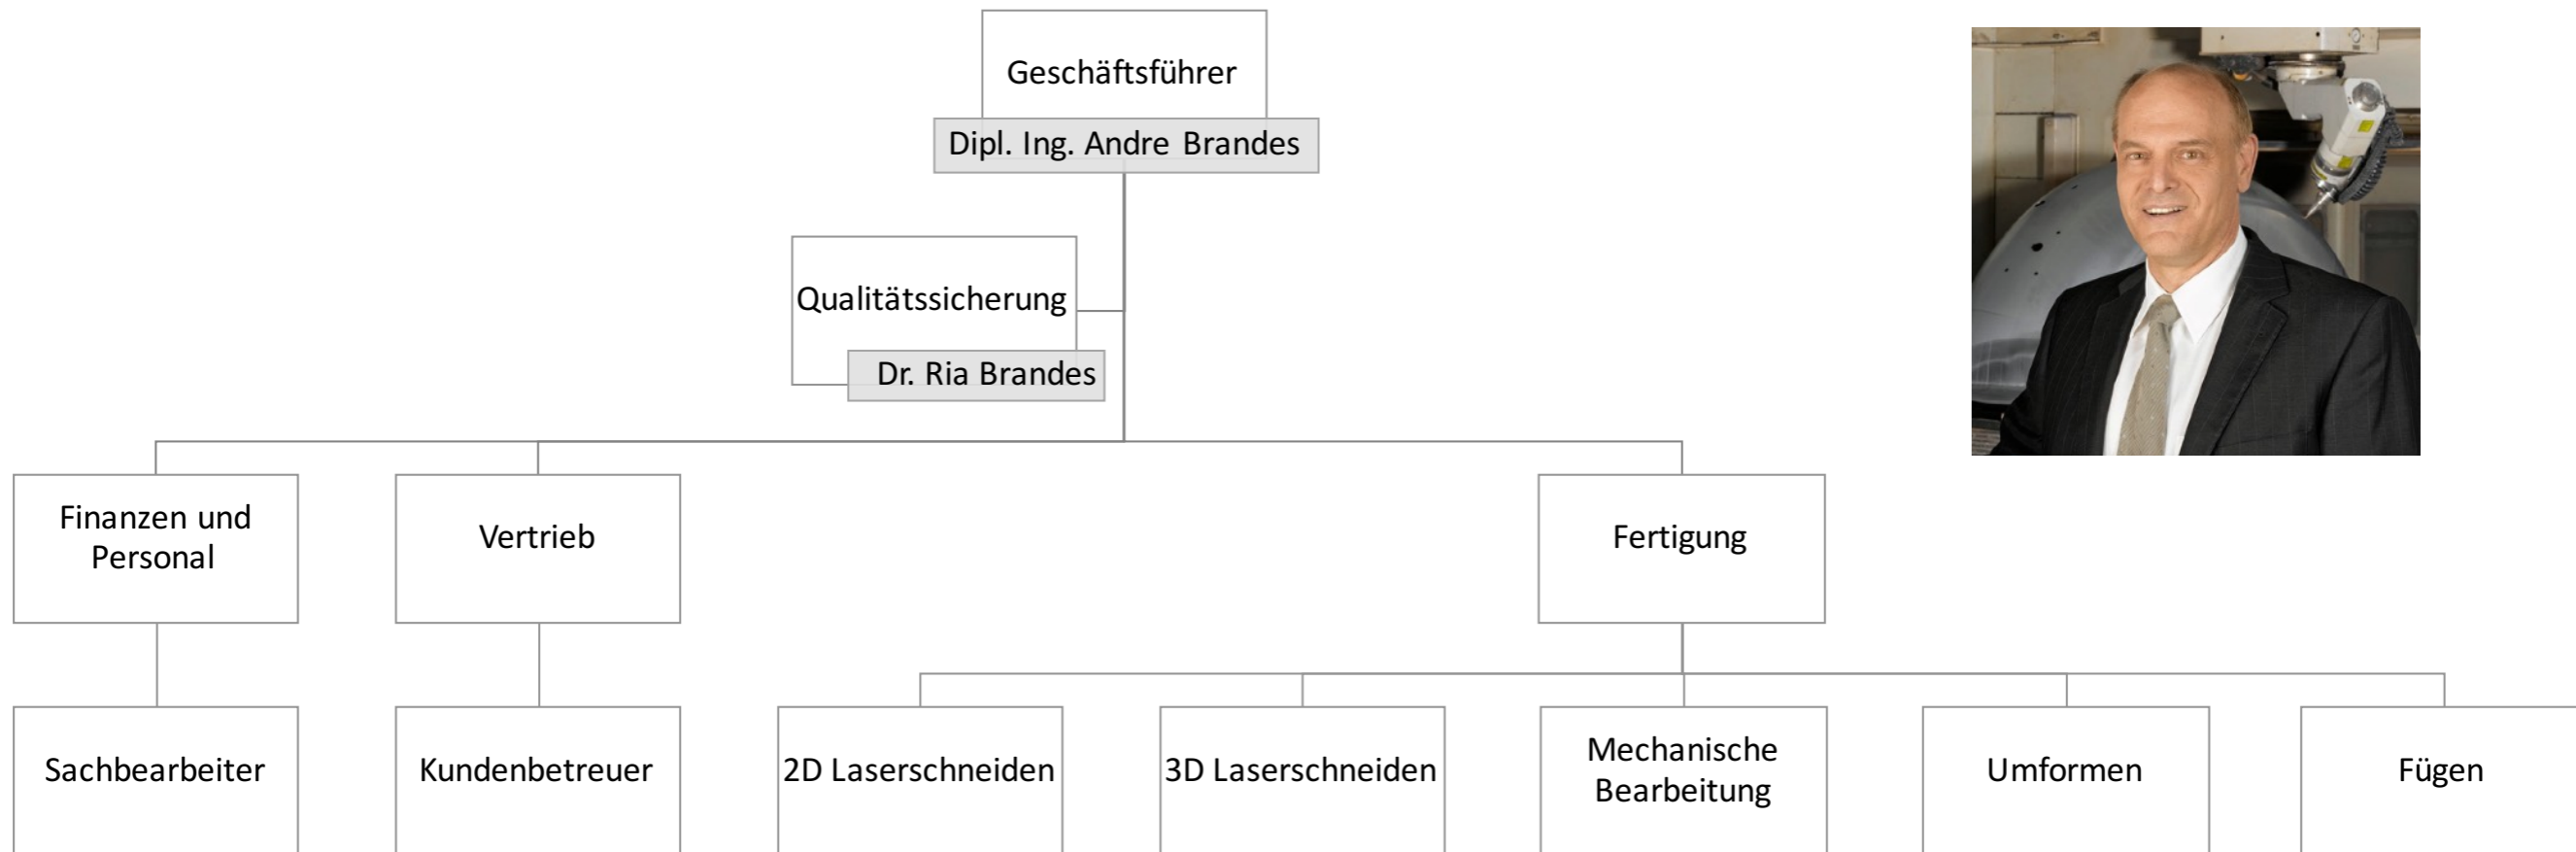 Geschäftsführer
Dipl. Ing. Andre Brandes
Qualitätssicherung
Dr. Ria Brandes
Finanzen und
Personal
Vertrieb
Fertigung
Sachbearbeiter
Kundenbetreuer
2D Laserschneiden
3D Laserschneiden
Mechanische
Bearbeitung
Umformen
Fügen